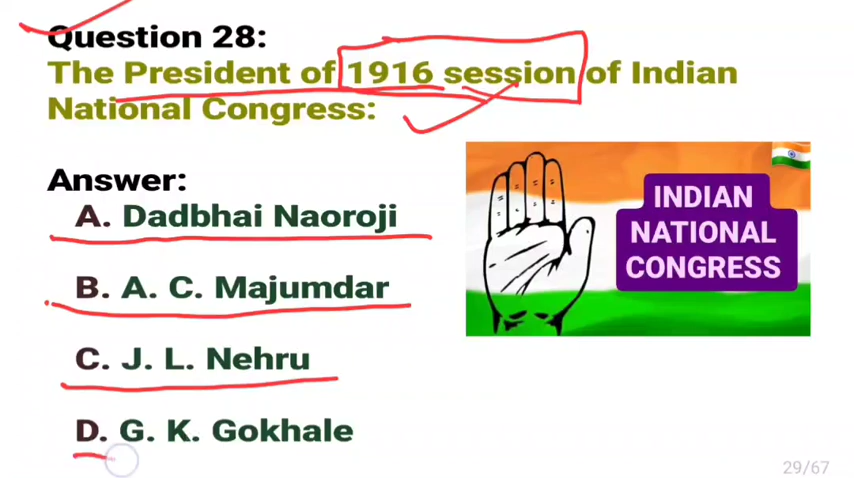 Question 28:
The President of 1916 session of Indian
National Congress:
Answer:
A. Dadbhai Naoroji
B. A. C. Majumdar
C. J. L. Nehru
D. G. K. Gokhale
INDIAN
NATIONAL
CONGRESS
29/67